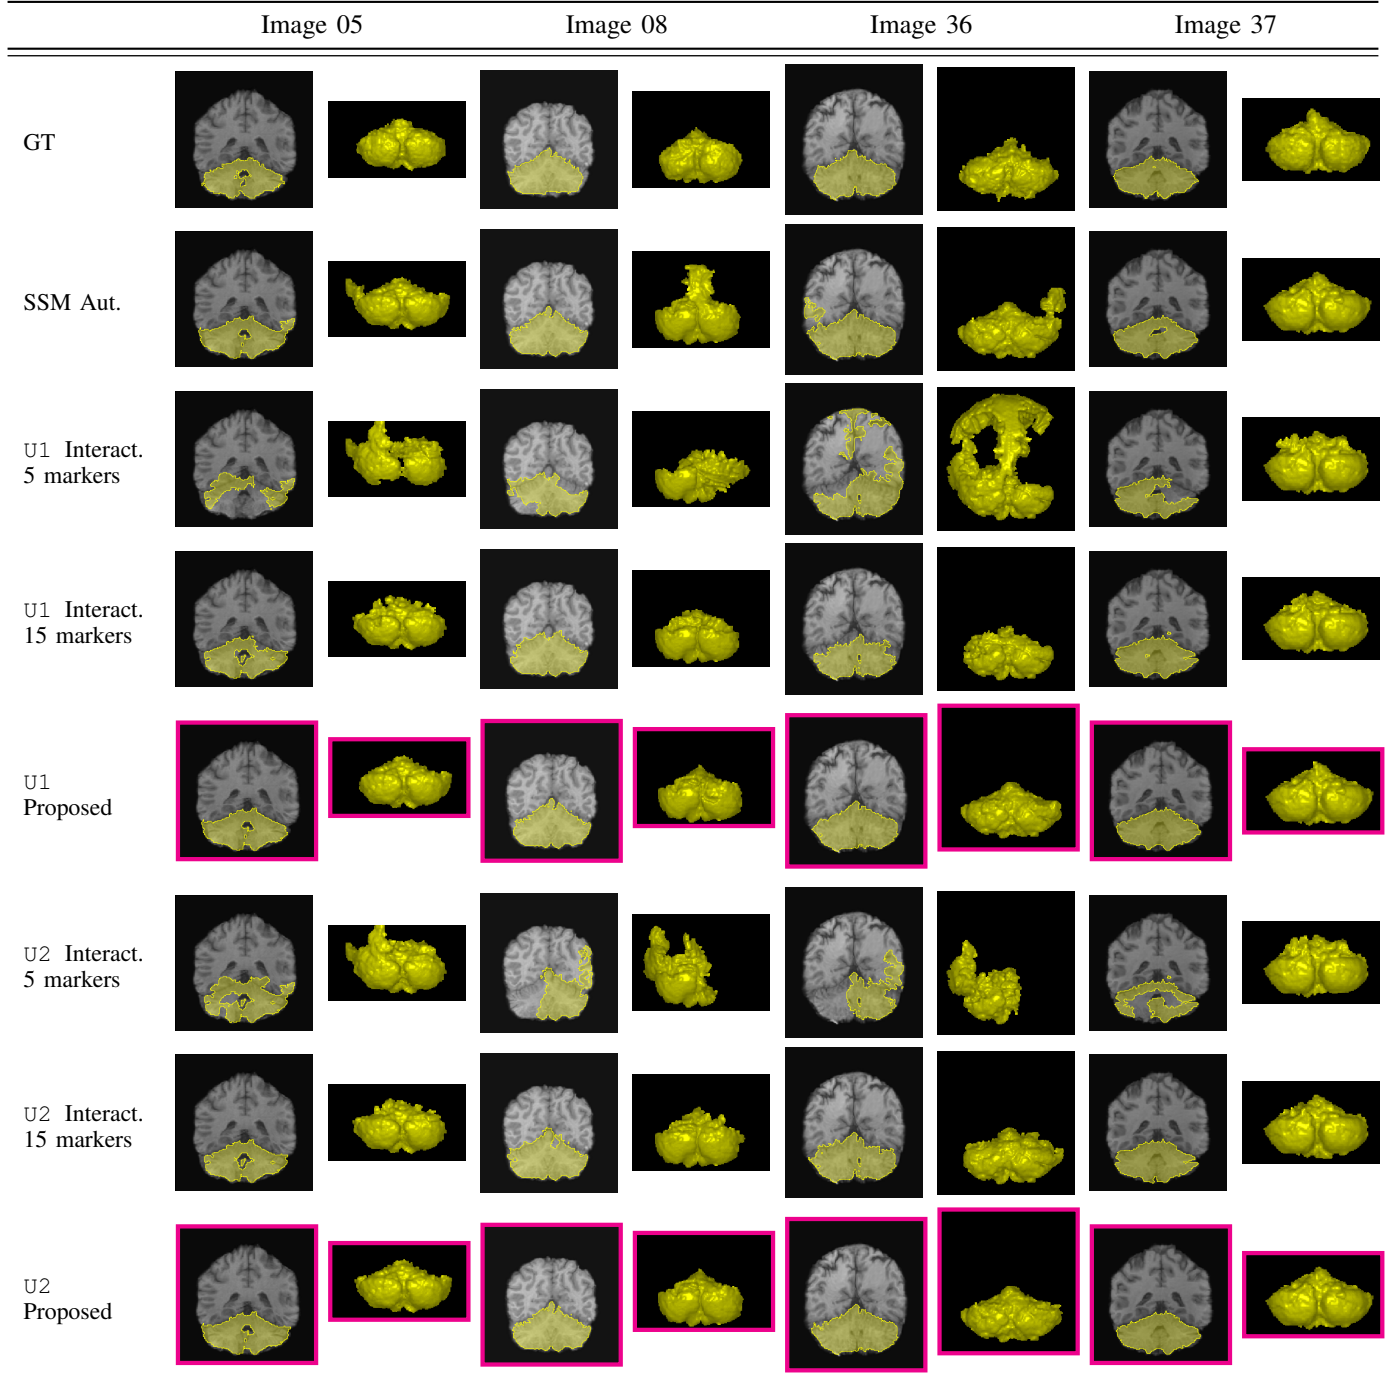 Image 05 Image 08 Image 36 Image 37
GT
SSM Aut.
U1 Interact.
5 markers
U1 Interact.
15 markers
U1
Proposed
U2 Interact.
5 markers
U2 Interact.
15 markers
U2
Proposed